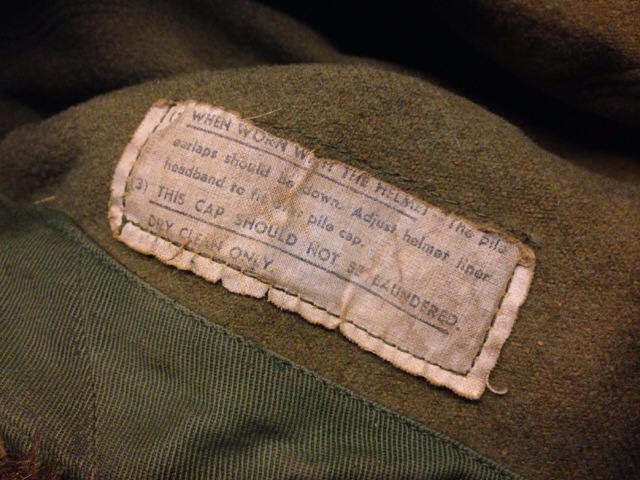 WHEN WORN WITH THE HELMET—The pile
earlaps should be down. Adjust helmet liner
headband to fit over pile cap.
(3) THIS CAP SHOULD NOT BE LAUNDERED.
DRY CLEAN ONLY